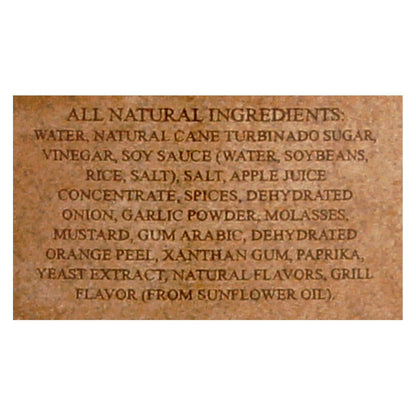 ALL NATURAL INGREDIENTS:
WATER, NATURAL CANE TURBINADO SUGAR,
VINEGAR, SOY SAUCE (WATER, SOYBEANS,
RICE, SALT), SALT, APPLE JUICE
CONCENTRATE, SPICES, DEHYDRATED
ONION, GARLIC POWDER, MOLASSES,
MUSTARD, GUM ARABIC, DEHYDRATED
ORANGE PEEL, XANTHAN GUM, PAPRIKA,
YEAST EXTRACT, NATURAL FLAVORS, GRILL
FLAVOR (FROM SUNFLOWER OIL).